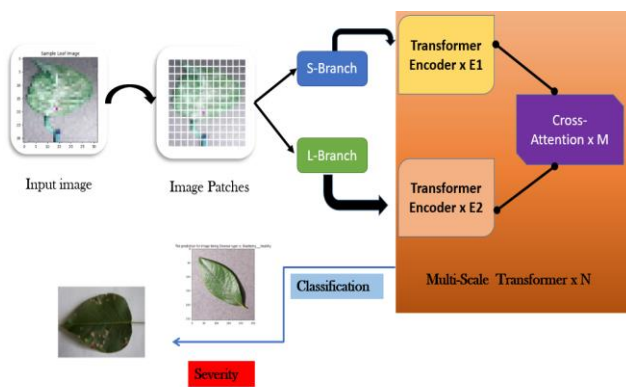 Sample Leaf Image
Input image
Image Patches
S-Branch
L-Branch
Transformer
Encoder x E1
Cross-
Attention x M
Transformer
Encoder x E2
Multi-Scale Transformer x N
Classification
Severity